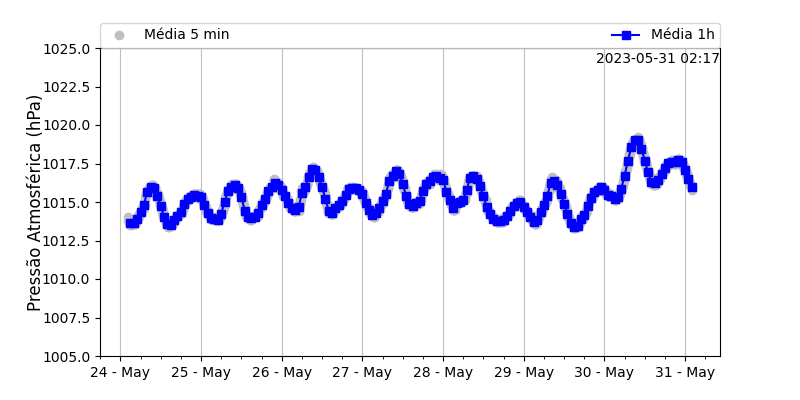 Média 5 min
Média 1h
2023-05-31 02:17
Pressão Atmosférica (hPa)
1025.0
1022.5
1020.0
1017.5
1015.0
1012.5
1010.0
1007.5
1005.0
24 - May
25 - May
26 - May
27 - May
28 - May
29 - May
30 - May
31 - May